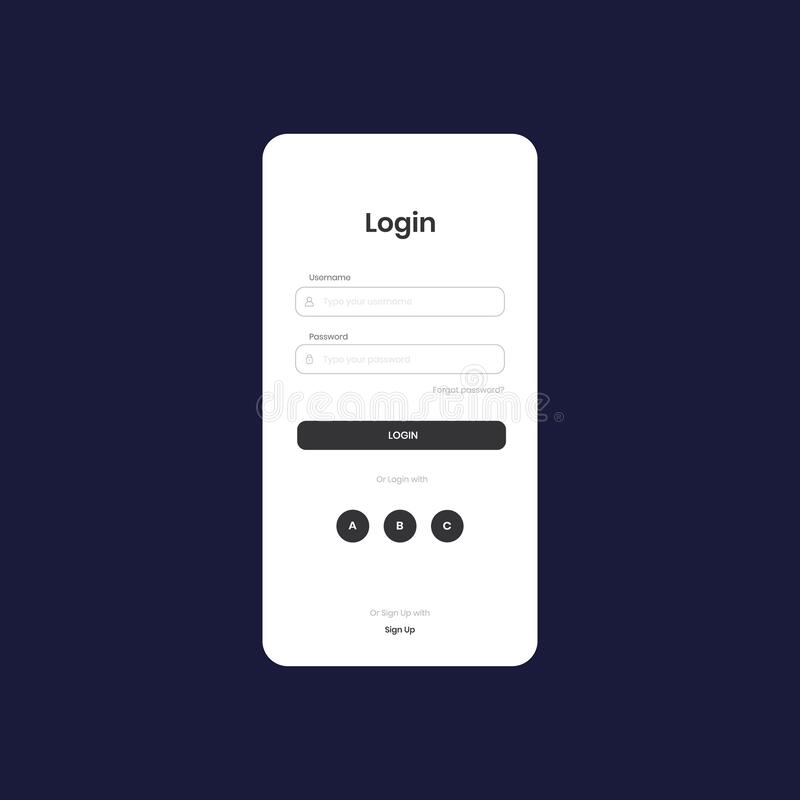 Login
Username
Type your username
Password
Type your password
Forgot password?
dreamstime®
LOGIN
Or Login with
A B C
Or Sign Up with
Sign Up